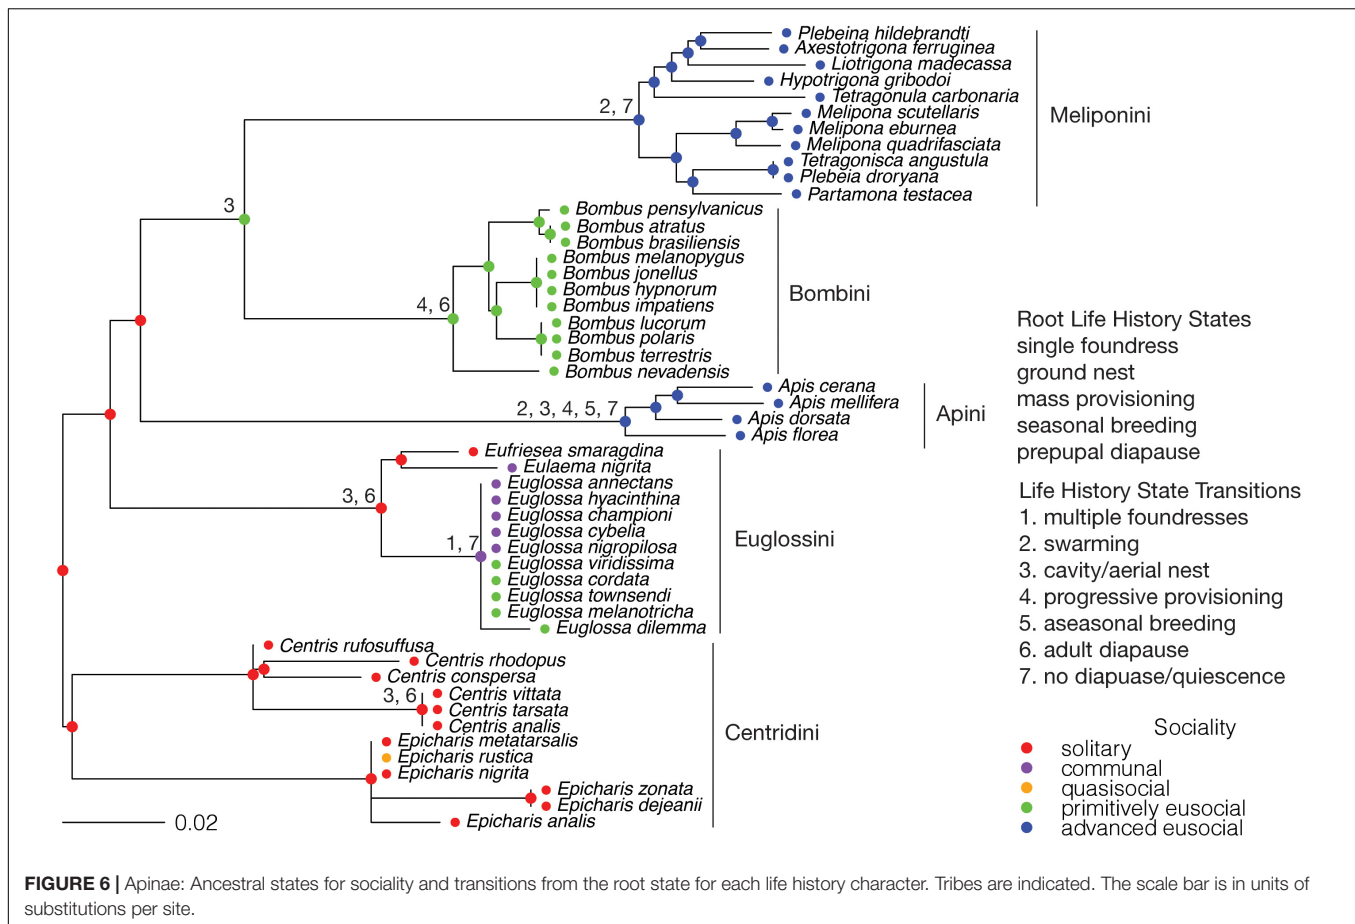 Plebeina hildebrandti
Axestotrigona ferruginea
Liotrigona madecassa
Hypotrigona gribodoi
Tetragonula carbonaria
2, 7
Melipona scutellaris
Meliponini
Melipona eburnea
Melipona quadrifasciata
Tetragonisca angustula
Plebeia droryana
Partamona testacea
3
Bombus pensylvanicus
Bombus atratus
Bombus brasiliensis
Bombus melanopygus
Bombus jonellus
Bombus hypnorum
Bombini
4, 6
Bombus impatiens
Bombus lucorum
Bombus polaris
Bombus terrestris
Bombus nevadensis
Apis cerana
2, 3, 4, 5, 7
Apis mellifera
Apini
Apis dorsata
Apis florea
Eufriesea smaragdina
Eulaema nigrita
Euglossa annectans
3, 6
Euglossa hyacinthina
Euglossa championi
Euglossa cybelia
Euglossini
1, 7
Euglossa nigropilosa
Euglossa viridissima
Euglossa cordata
Euglossa townsendi
Euglossa melanotricha
Euglossa dilemma
Centris rufosuffusa
Centris rhodopus
Centris conspersa
3, 6
Centris vittata
Centris tarsata
Centris analis
Centridini
Epicharis metatarsalis
Epicharis rustica
Epicharis nigrita
Epicharis zonata
Epicharis dejeanii
Epicharis analis
0.02
Root Life History States
single foundress
ground nest
mass provisioning
seasonal breeding
prepupal diapause
Life History State Transitions
1. multiple foundresses
2. swarming
3. cavity/aerial nest
4. progressive provisioning
5. aseasonal breeding
6. adult diapause
7. no diapuase/quiescence
Sociality
solitary
communal
quasisocial
primitively eusocial
advanced eusocial
FIGURE 6 | Apinae: Ancestral states for sociality and transitions from the root state for each life history character. Tribes are indicated. The scale bar is in units of
substitutions per site.